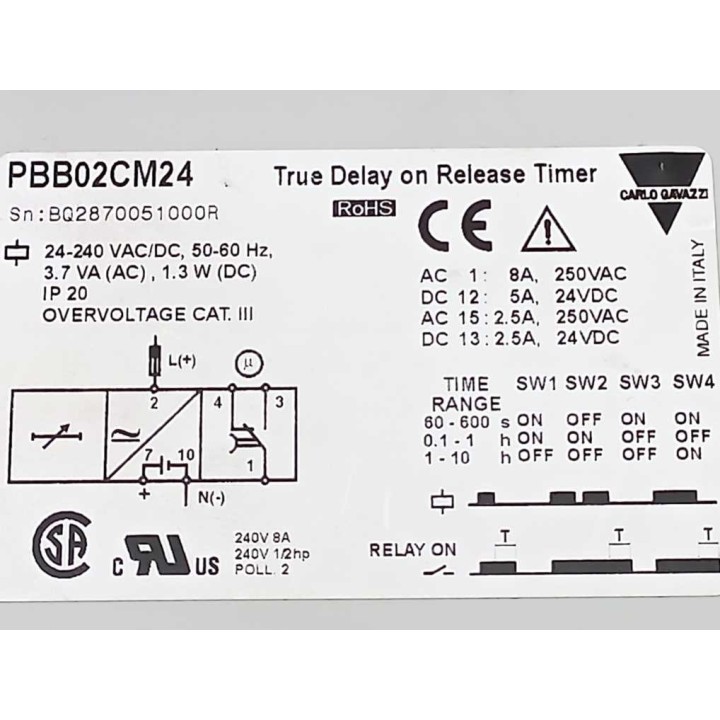 PBB02CM24
True Delay on Release Timer
CARLO GAVAZZI
Sn:BQ2870051000R
RoHS
CE
24-240 VAC/DC, 50-60 Hz,
3.7 VA (AC) , 1.3 W (DC)
IP 20
OVERVOLTAGE CAT. III
AC 1: 8A, 250VAC
DC 12: 5A, 24VDC
AC 15: 2.5A, 250VAC
DC 13: 2.5A, 24VDC
MADE IN ITALY
L(+)
μ
2
4
3
7
10
1
+
N(-)
TIME RANGE SW1 SW2 SW3 SW4
60 - 600 s ON OFF ON ON
0.1 - 1 h ON ON OFF OFF
1 - 10 h OFF OFF OFF ON
SA
c RU US
240V 8A
240V 1/2hp
POLL. 2
RELAY ON
T
T
T